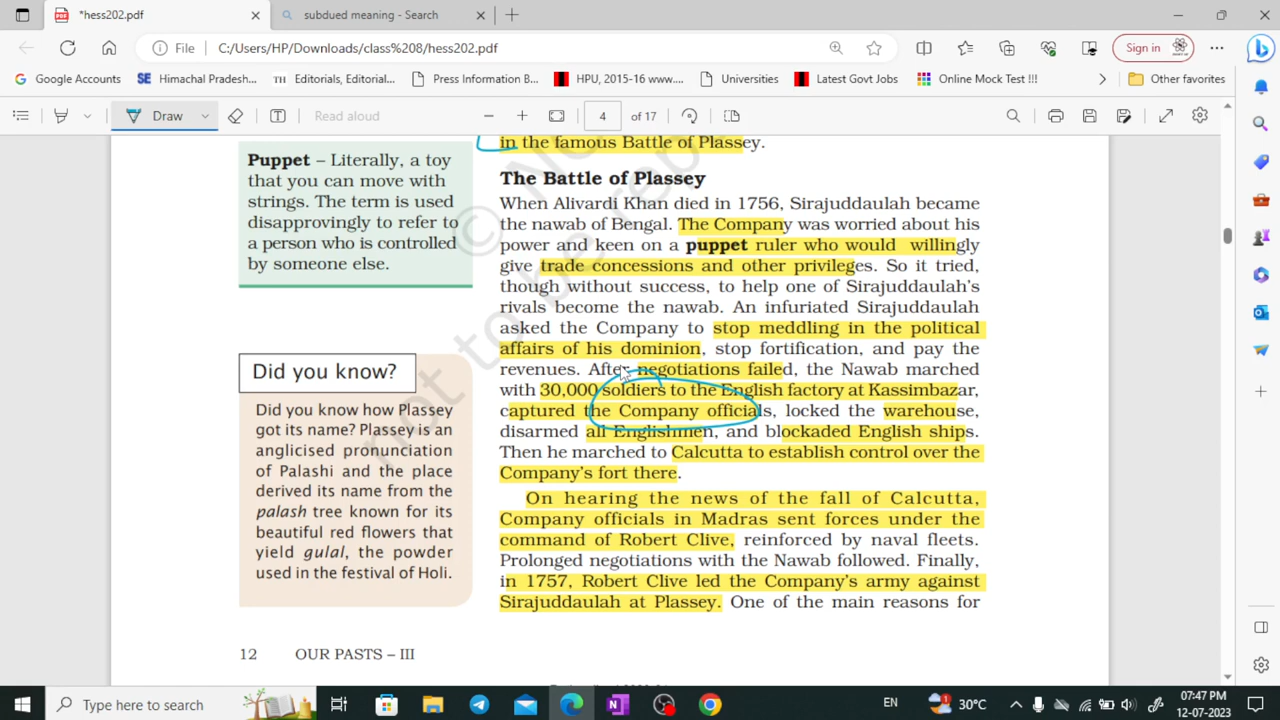 *hess202.pdf
subdued meaning - Search
File C:/Users/HP/Downloads/class%208/hess202.pdf
Sign in
Google Accounts
SE Himachal Pradesh...
TH Editorials, Editorial...
Press Information B...
HPU, 2015-16 www....
Universities
Latest Govt Jobs
Online Mock Test !!!
Other favorites
Draw
Read aloud
4 of 17
in the famous Battle of Plassey.
Puppet – Literally, a toy
that you can move with
strings. The term is used
disapprovingly to refer to
a person who is controlled
by someone else.
Did you know?
Did you know how Plassey
got its name? Plassey is an
anglicised pronunciation
of Palashi and the place
derived its name from the
palash tree known for its
beautiful red flowers that
yield gulal, the powder
used in the festival of Holi.
The Battle of Plassey
When Alivardi Khan died in 1756, Sirajuddaulah became
the nawab of Bengal. The Company was worried about his
power and keen on a puppet ruler who would willingly
give trade concessions and other privileges. So it tried,
though without success, to help one of Sirajuddaulah's
rivals become the nawab. An infuriated Sirajuddaulah
asked the Company to stop meddling in the political
affairs of his dominion, stop fortification, and pay the
revenues. After negotiations failed, the Nawab marched
with 30,000 soldiers to the English factory at Kassimbazar,
captured the Company officials, locked the warehouse,
disarmed all Englishmen, and blockaded English ships.
Then he marched to Calcutta to establish control over the
Company's fort there.
On hearing the news of the fall of Calcutta,
Company officials in Madras sent forces under the
command of Robert Clive, reinforced by naval fleets.
Prolonged negotiations with the Nawab followed. Finally,
in 1757, Robert Clive led the Company's army against
Sirajuddaulah at Plassey. One of the main reasons for
12 OUR PASTS – III
©
not to be rep
Type here to search
EN
1
30°C
07:47 PM
12-07-2023